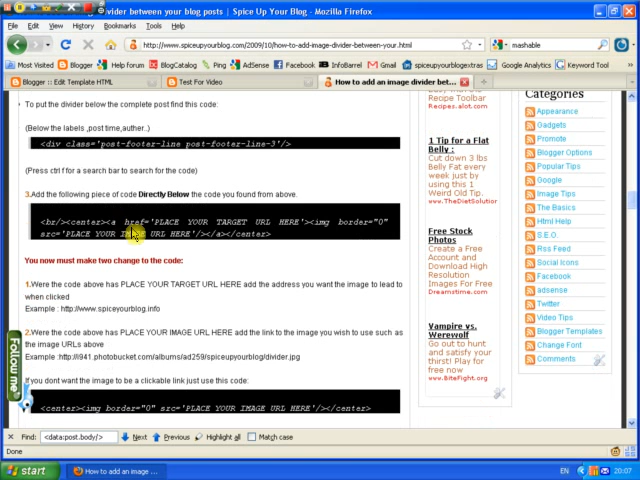 divider between your blog posts | Spice Up Your Blog - Mozilla Firefox
File Edit View History Bookmarks Tools Help
http://www.spiceupyourblog.com/2009/10/how-to-add-image-divider-between-your.html
mashable
Most Visited Blogger Help forums BlogCatalog Ping AdSense Facebook InfoBarrel Gmail spiceupyourblogextras Google Analytics Keyword Tool
Blogger :: Edit Template HTML
Test For Video
How to add an image divider bet...
To put the divider below the complete post find this code:
(Below the labels ,post time,auther..)
<div class='post-footer-line post-footer-line-3'/>
(Press ctrl f for a search bar to search for the code)
3.Add the following piece of code Directly Below the code you found from above.
<br/><center><a href='PLACE YOUR TARGET URL HERE'><img border="0"
src='PLACE YOUR IMAGE URL HERE'/></a></center>
You now must make two change to the code:
1.Were the code above has PLACE YOUR TARGET URL HERE add the address you want the image to lead to
when clicked
Example : http://www.spiceyourblog.info
2.Were the code above has PLACE YOUR IMAGE URL HERE add the link to the image you wish to use such as
the image URLs above
Example :http://i941.photobucket.com/albums/ad259/spiceupyourblog/divider.jpg
If you dont want the image to be a clickable link just use this code:
<center><img border="0" src='PLACE YOUR IMAGE URL HERE'/></center>
Follow me
Recipe Toolbar
Recipes.alot.com
1 Tip for a Flat
Belly :
Cut down 3 lbs
Belly Fat every
week just by
using this 1
Weird Old Tip.
www.TheDietSolution
Free Stock
Photos
Create a Free
Account and
Download High
Resolution
Images For Free
Dreamstime.com
Vampire vs.
Werewolf
Go to hunt and
satisfy your
thirst! Play for
free now
www.BiteFight.org
Categories
Appearance
Gadgets
Promote
Blogger Options
Popular Tips
Google
Image Tips
The Basics
Html Help
S.E.O.
Rss Feed
Social Icons
Facebook
adsense
Twitter
Video Tips
Blogger Templates
Change Font
Comments
Find: <data:post.body/> Next Previous Highlight all Match case
Done
start
How to add an image ...
EN
20:07